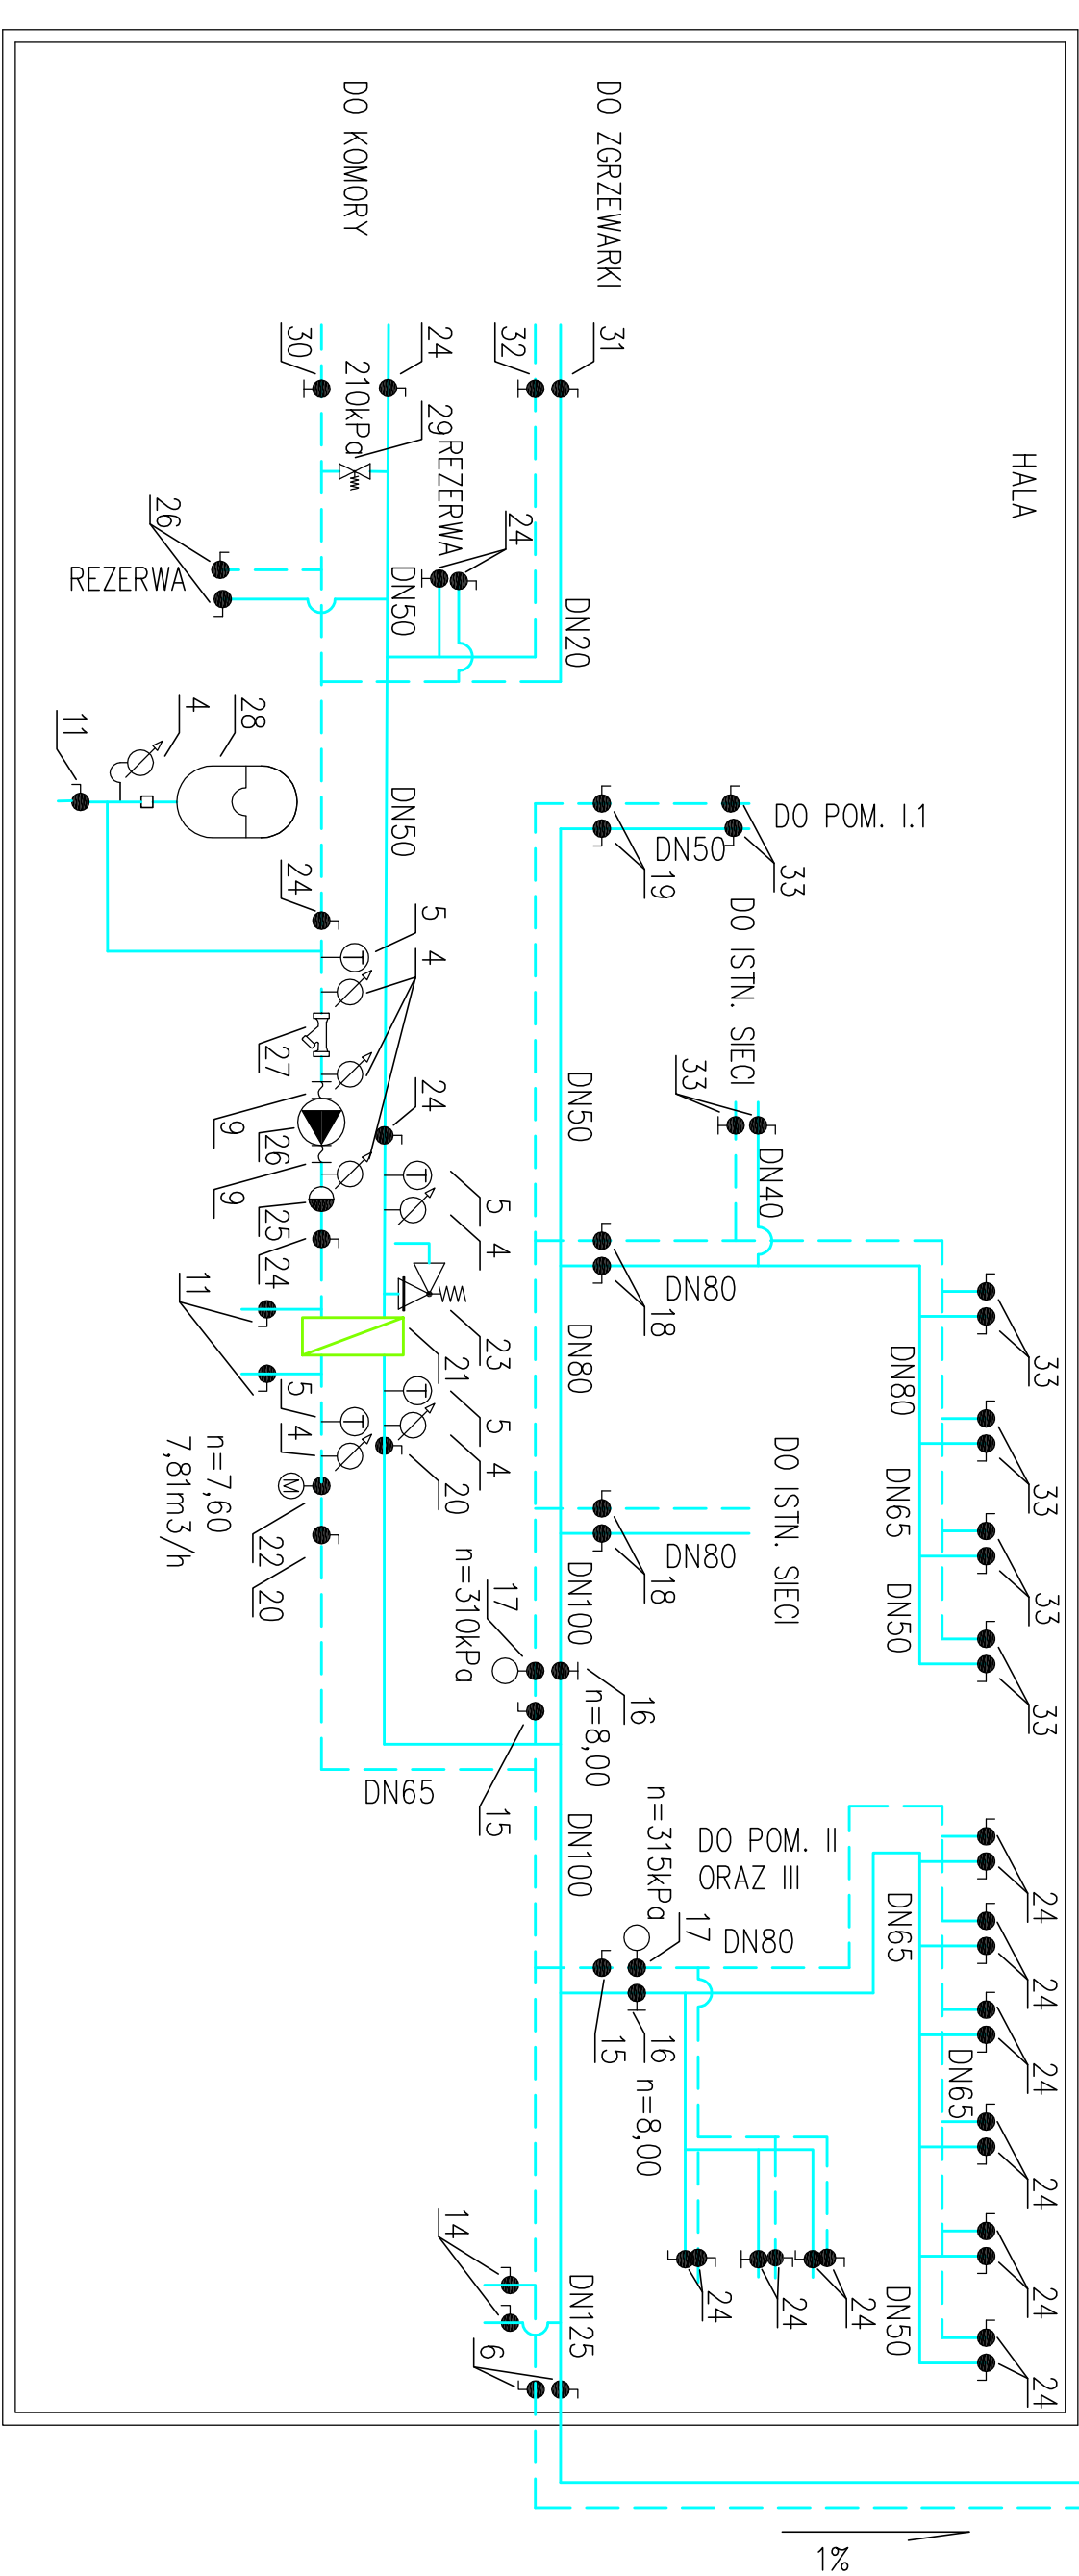 HALA
DO ZGRZEWARKI
DO KOMORY
31
32
24
30
210kPa
29
REZERWA
24
26
REZERWA
DN50
DN20
4
28
11
DN50
24
5
4
27
9
26
9
25
24
24
5
4
23
21
11
5
4
5
4
20
n=7,60
7,81m3/h
22
20
DO POM. I.1
33
DN50
19
DO ISTN. SIECI
33
DN40
DN50
DN80
18
DN80
33
33
33
33
DN80
DN65
DN50
DO ISTN. SIECI
DN80
18
DN100
17
n=310kPa
16
n=8,00
15
DN65
DN100
n=315kPa
DO POM. II
ORAZ III
17
DN80
15
16
n=8,00
24
24
24
24
24
24
DN65
DN65
DN50
24
24
24
14
6
DN125
1%